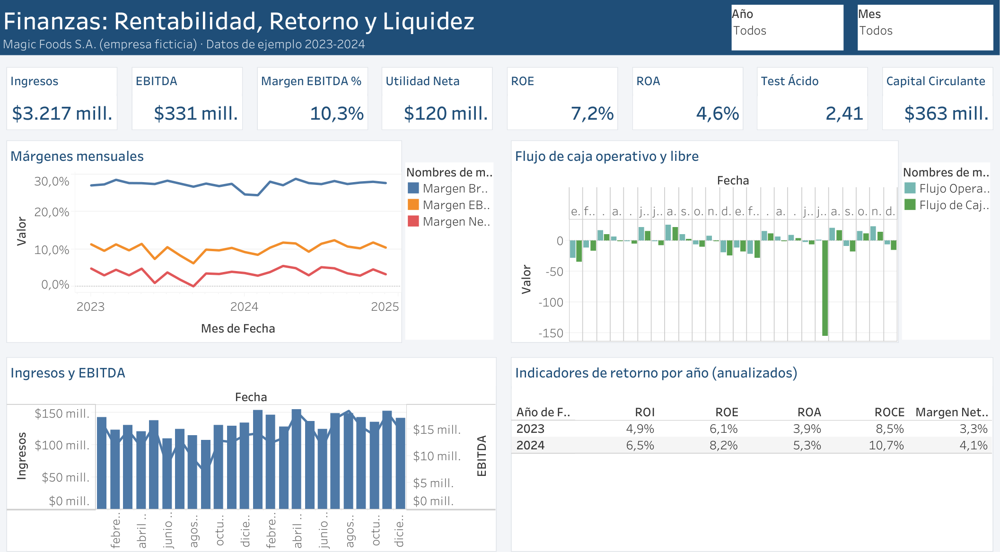 Finanzas: Rentabilidad, Retorno y Liquidez
Magic Foods S.A. (empresa ficticia) · Datos de ejemplo 2023-2024
Año
Todos
Mes
Todos
Ingresos
$3.217 mill.
EBITDA
$331 mill.
Margen EBITDA %
10,3%
Utilidad Neta
$120 mill.
ROE
7,2%
ROA
4,6%
Test Ácido
2,41
Capital Circulante
$363 mill.
Márgenes mensuales
Valor
30,0%
20,0%
10,0%
0,0%
2023 2024 2025
Mes de Fecha
Nombres de m..
Margen Br..
Margen EB..
Margen Ne..
Flujo de caja operativo y libre
Fecha
e. f.. . a. . j.. j.. a. s. o. n. d. e. f.. . a. . j.. j.. a. s. o. n. d.
Valor
0
-50
-100
-150
Nombres de m..
Flujo Opera..
Flujo de Caj..
Ingresos y EBITDA
Fecha
Ingresos
$150 mill.
$100 mill.
$50 mill.
$0 mill.
$15 mill.
$10 mill.
$5 mill.
$0 mill.
EBITDA
febre.. abril .. junio .. agos.. octu.. dicie.. febre.. abril .. junio .. agos.. octu.. dicie..
Indicadores de retorno por año (anualizados)
Año de F.. ROI ROE ROA ROCE Margen Net..
2023 4,9% 6,1% 3,9% 8,5% 3,3%
2024 6,5% 8,2% 5,3% 10,7% 4,1%